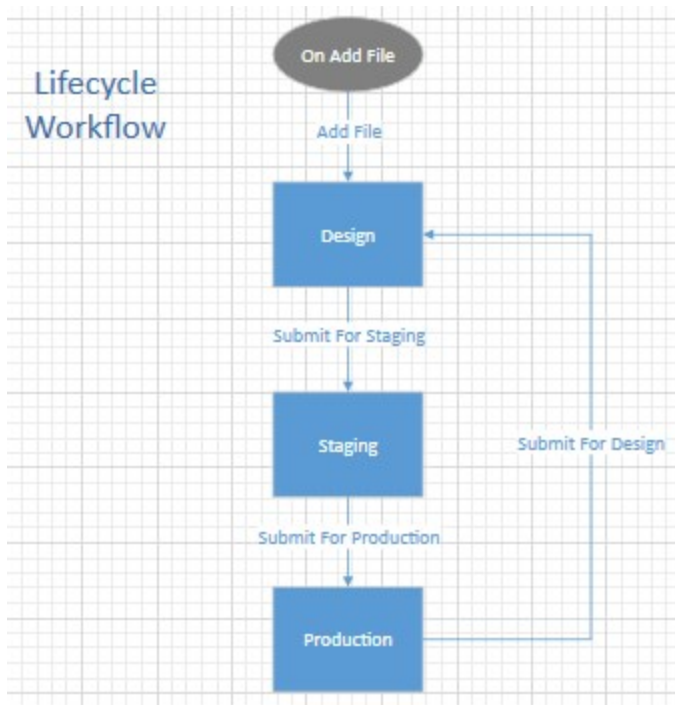 On Add File
Lifecycle
Workflow
Add File
Design
Submit For Staging
Staging
Submit For Design
Submit For Production
Production